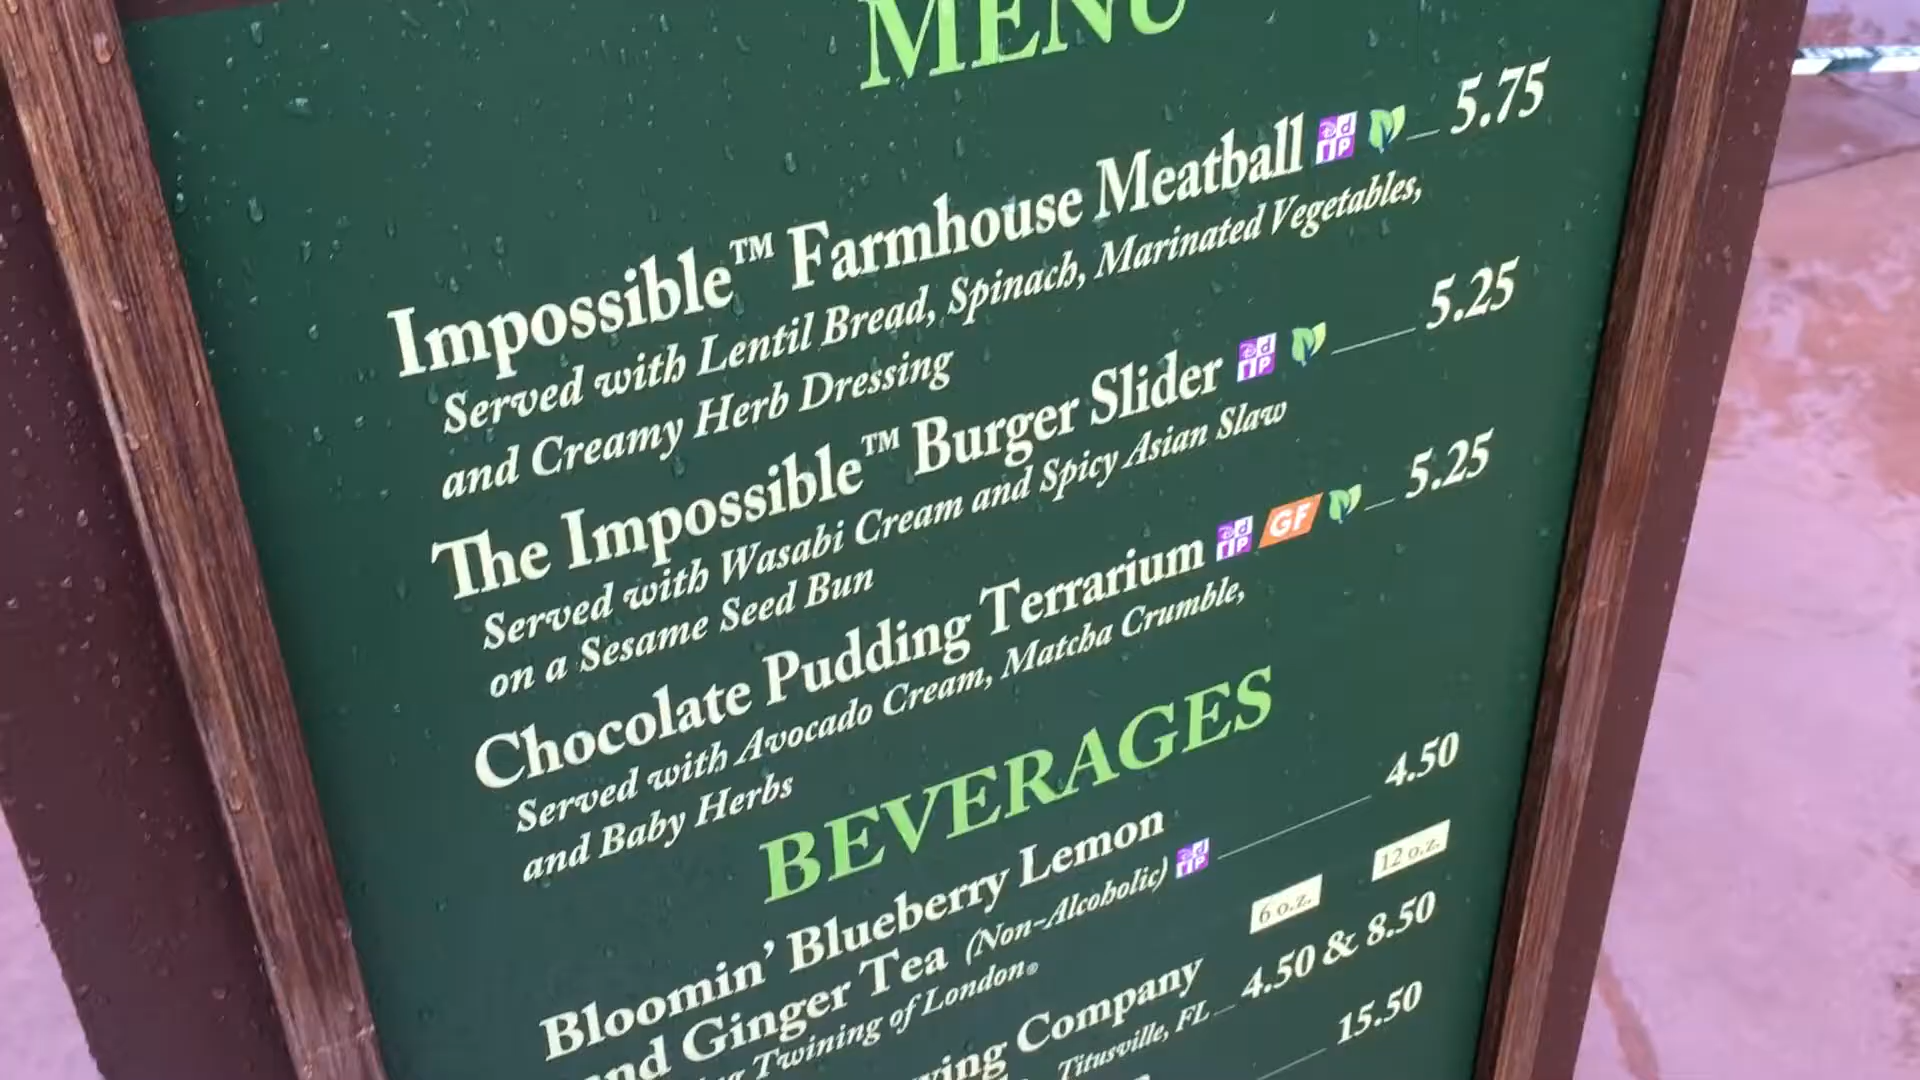 MENU
Impossible™ Farmhouse Meatball 5.75
Served with Lentil Bread, Spinach, Marinated Vegetables,
and Creamy Herb Dressing
The Impossible™ Burger Slider 5.25
Served with Wasabi Cream and Spicy Asian Slaw
on a Sesame Seed Bun
Chocolate Pudding Terrarium GF 5.25
Served with Avocado Cream, Matcha Crumble,
and Baby Herbs
BEVERAGES
Bloomin' Blueberry Lemon
and Ginger Tea (Non-Alcoholic) 4.50
Twining of London®
6 o.z. 12 o.z.
Company
Titusville, FL 4.50 & 8.50
15.50